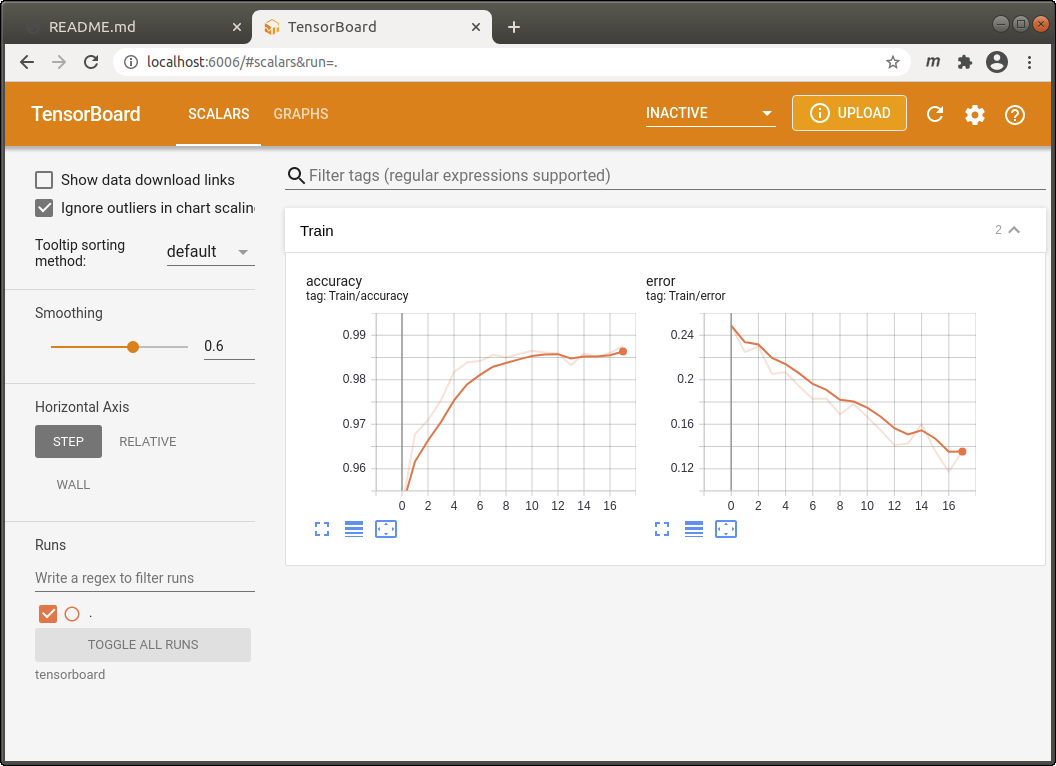 README.md
TensorBoard
localhost:6006/#scalars&run=.
m
TensorBoard SCALARS GRAPHS INACTIVE UPLOAD
Show data download links
Ignore outliers in chart scaling
Tooltip sorting
method:
default
Smoothing
0.6
Horizontal Axis
STEP RELATIVE
WALL
Runs
Write a regex to filter runs
.
TOGGLE ALL RUNS
tensorboard
Filter tags (regular expressions supported)
Train 2
accuracy
tag: Train/accuracy
0.99
0.98
0.97
0.96
0 2 4 6 8 10 12 14 16
error
tag: Train/error
0.24
0.2
0.16
0.12
0 2 4 6 8 10 12 14 16